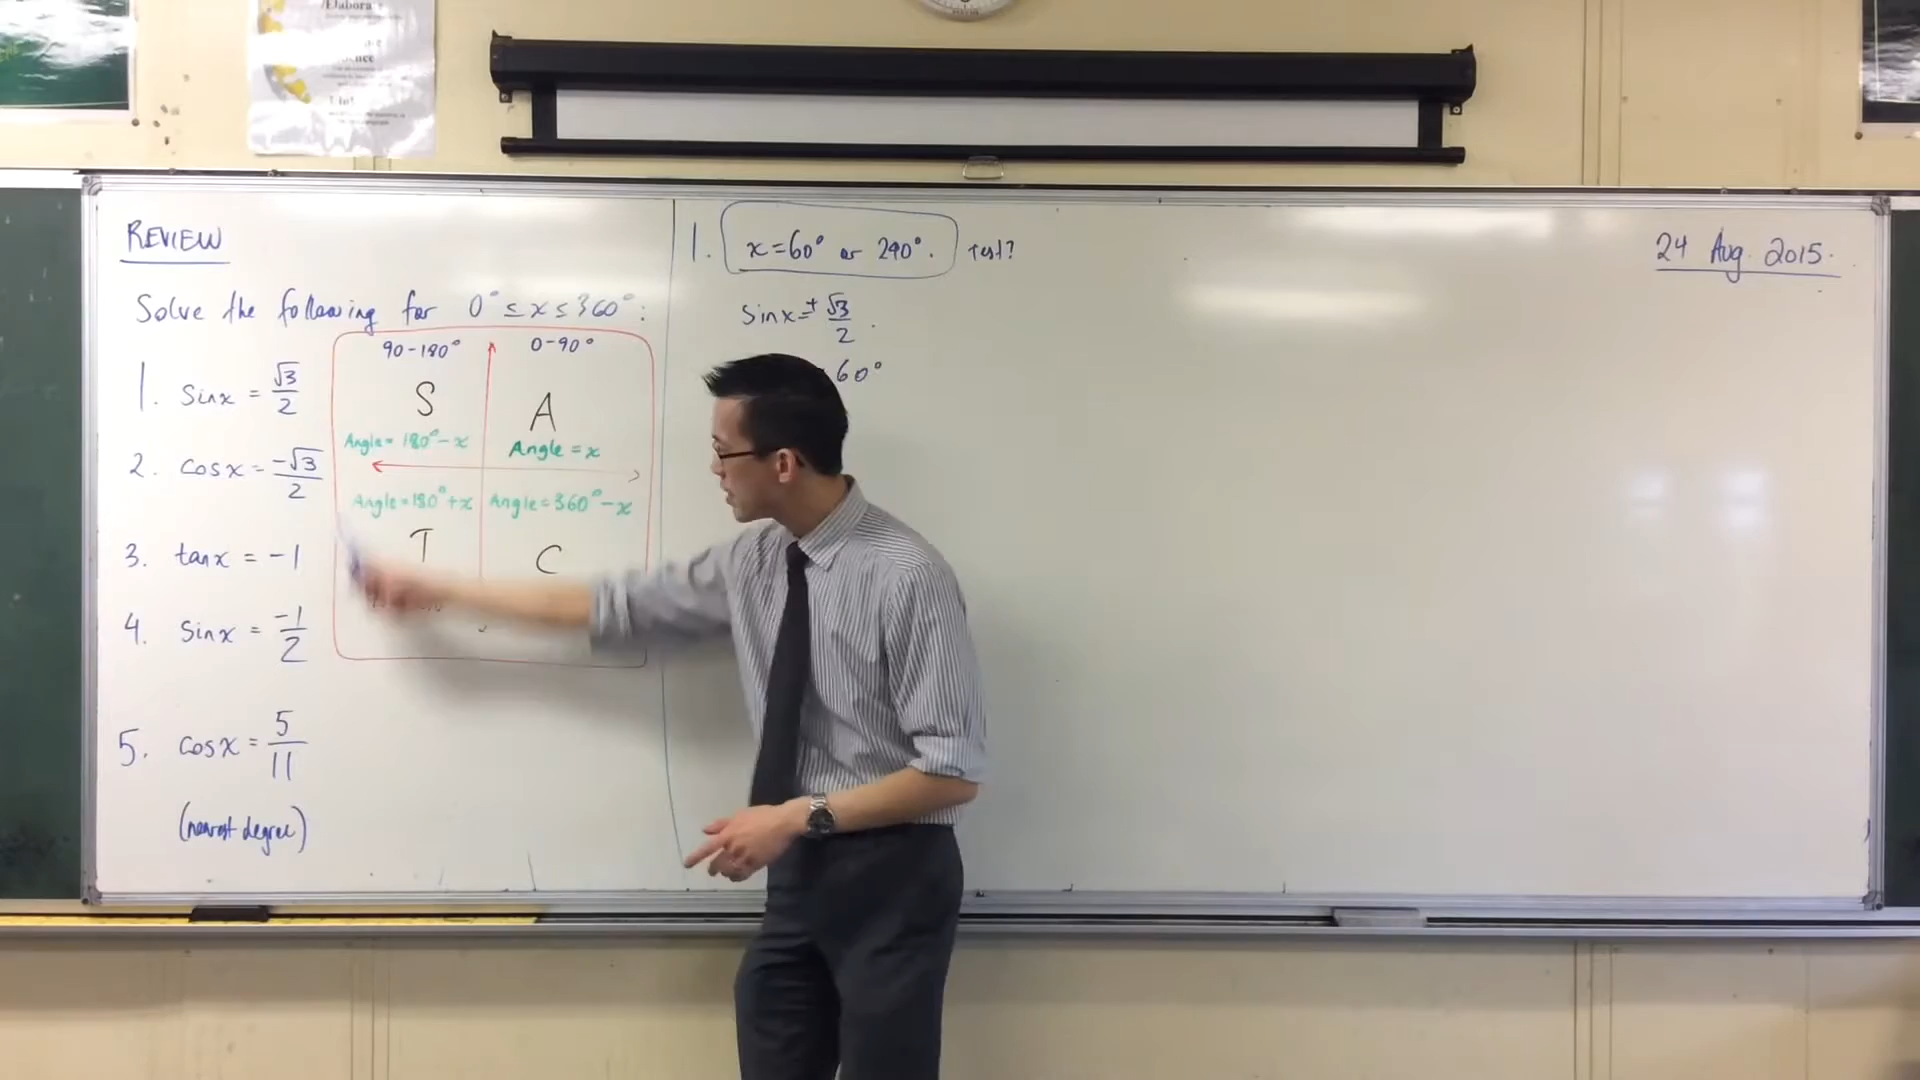 Elabora
REVIEW
Solve the following for 0° ≤ x ≤ 360°:
1. sin x = √3/2
2. cos x = -√3/2
3. tan x = -1
4. sin x = -1/2
5. cos x = 5/11
(nearest degree)
90-180° 0-90°
S A
Angle = 180° - x Angle = x
Angle = 180° + x Angle = 360° - x
T C
1. x = 60° or 240°. Test?
sin x = ± √3/2.
60°
24 Aug. 2015.